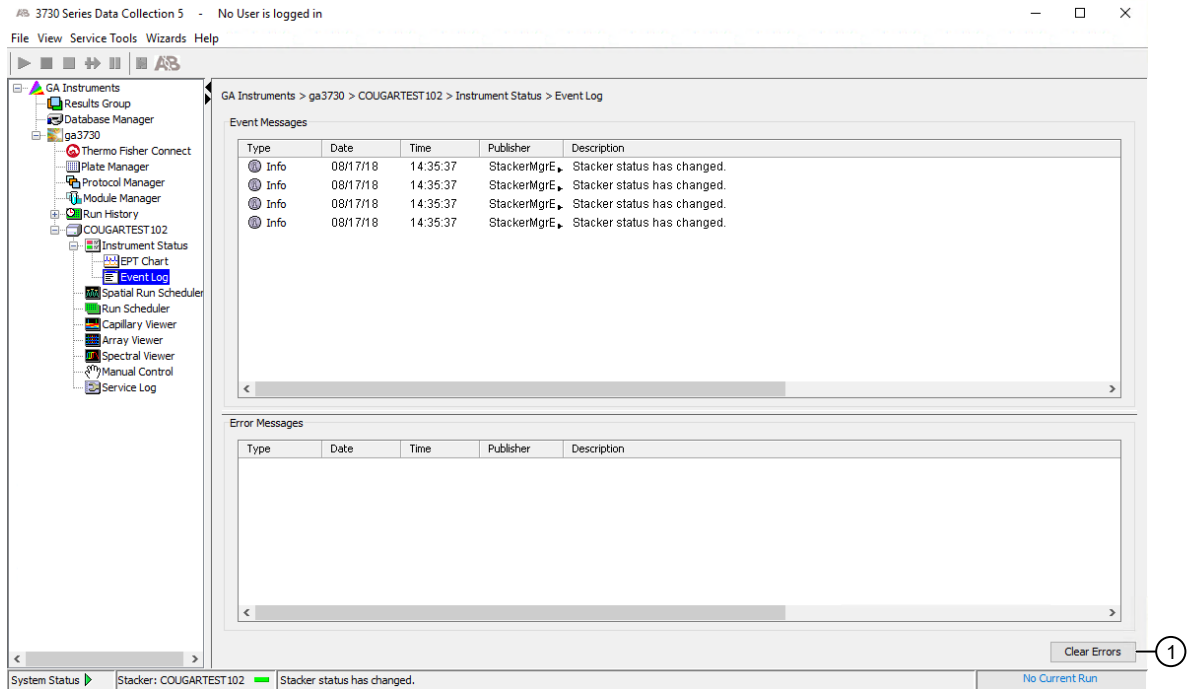 3730 Series Data Collection 5 - No User is logged in
File View Service Tools Wizards Help
AB
GA Instruments
Results Group
Database Manager
ga3730
Thermo Fisher Connect
Plate Manager
Protocol Manager
Module Manager
Run History
COUGARTEST102
Instrument Status
EPT Chart
Event Log
Spatial Run Scheduler
Run Scheduler
Capillary Viewer
Array Viewer
Spectral Viewer
Manual Control
Service Log
GA Instruments > ga3730 > COUGARTEST102 > Instrument Status > Event Log
Event Messages
Type Date Time Publisher Description
Info 08/17/18 14:35:37 StackerMgrE Stacker status has changed.
Info 08/17/18 14:35:37 StackerMgrE Stacker status has changed.
Info 08/17/18 14:35:37 StackerMgrE Stacker status has changed.
Info 08/17/18 14:35:37 StackerMgrE Stacker status has changed.
Error Messages
Type Date Time Publisher Description
Clear Errors
1
System Status Stacker: COUGARTEST102 Stacker status has changed. No Current Run